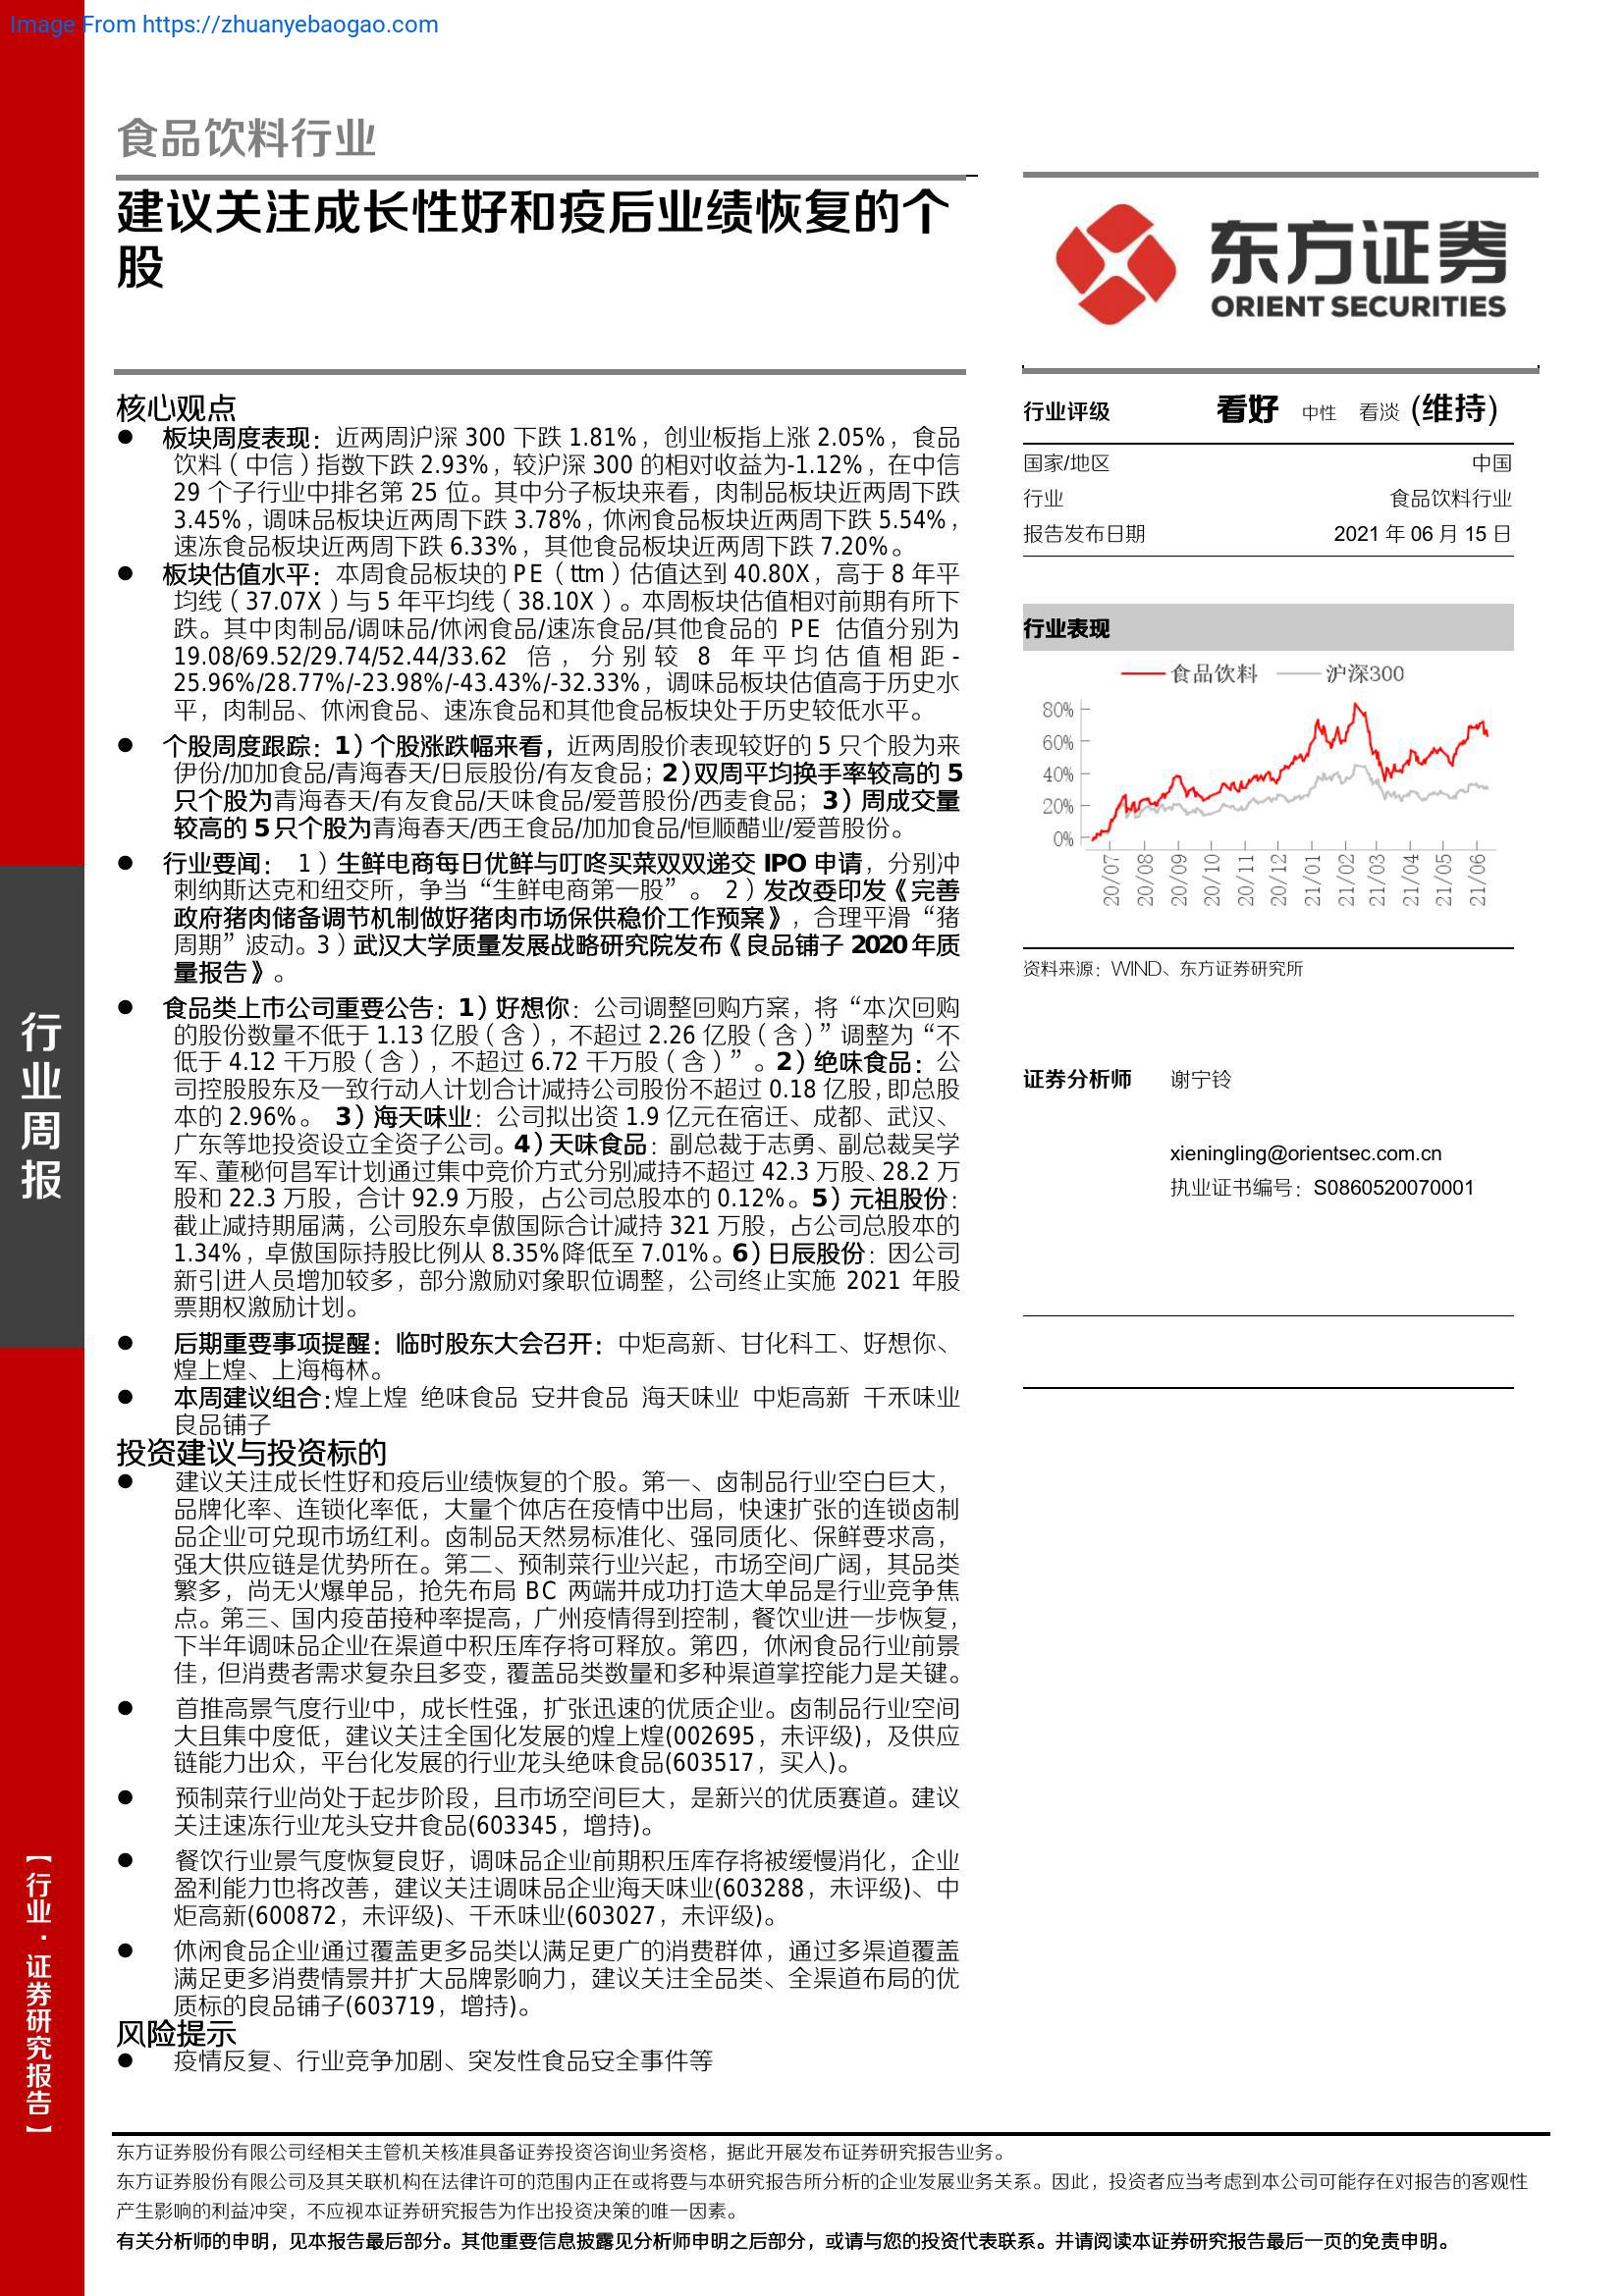 Image From https://zhuanyebaogao.com
食品饮料行业
建议关注成长性好和疫后业绩恢复的个
股
东方证券
ORIENT SECURITIES
核心观点
● 板块周度表现：近两周沪深 300 下跌 1.81%，创业板指上涨 2.05%，食品
饮料（中信）指数下跌 2.93%，较沪深 300 的相对收益为-1.12%，在中信
29 个子行业中排名第 25 位。其中分子板块来看，肉制品板块近两周下跌
3.45%，调味品板块近两周下跌 3.78%，休闲食品板块近两周下跌 5.54%，
速冻食品板块近两周下跌 6.33%，其他食品板块近两周下跌 7.20%。
● 板块估值水平：本周食品板块的 PE（ttm）估值达到 40.80X，高于 8 年平
均线（37.07X）与 5 年平均线（38.10X）。本周板块估值相对前期有所下
跌。其中肉制品/调味品/休闲食品/速冻食品/其他食品的 PE 估值分别为
19.08/69.52/29.74/52.44/33.62 倍，分别较 8 年平均估值相距-
25.96%/28.77%/-23.98%/-43.43%/-32.33%，调味品板块估值高于历史水
平，肉制品、休闲食品、速冻食品和其他食品板块处于历史较低水平。
● 个股周度跟踪：1）个股涨跌幅来看，近两周股价表现较好的 5 只个股为来
伊份/加加食品/青海春天/日辰股份/有友食品；2）双周平均换手率较高的 5
只个股为青海春天/有友食品/天味食品/爱普股份/西麦食品；3）周成交量
较高的 5 只个股为青海春天/西王食品/加加食品/恒顺醋业/爱普股份。
● 行业要闻： 1）生鲜电商每日优鲜与叮咚买菜双双递交 IPO 申请，分别冲
刺纳斯达克和纽交所，争当“生鲜电商第一股”。 2）发改委印发《完善
政府猪肉储备调节机制做好猪肉市场保供稳价工作预案》，合理平滑“猪
周期”波动。3）武汉大学质量发展战略研究院发布《良品铺子 2020 年质
量报告》。
● 食品类上市公司重要公告：1）好想你：公司调整回购方案，将“本次回购
的股份数量不低于 1.13 亿股（含），不超过 2.26 亿股（含）”调整为“不
低于 4.12 千万股（含），不超过 6.72 千万股（含）”。2）绝味食品：公
司控股股东及一致行动人计划合计减持公司股份不超过 0.18 亿股，即总股
本的 2.96%。 3）海天味业：公司拟出资 1.9 亿元在宿迁、成都、武汉、
广东等地投资设立全资子公司。4）天味食品：副总裁于志勇、副总裁吴学
军、董秘何昌军计划通过集中竞价方式分别减持不超过 42.3 万股、28.2 万
股和 22.3 万股，合计 92.9 万股，占公司总股本的 0.12%。5）元祖股份：
截止减持期届满，公司股东卓傲国际合计减持 321 万股，占公司总股本的
1.34%，卓傲国际持股比例从 8.35%降低至 7.01%。6）日辰股份：因公司
新引进人员增加较多，部分激励对象职位调整，公司终止实施 2021 年股
票期权激励计划。
● 后期重要事项提醒：临时股东大会召开：中炬高新、甘化科工、好想你、
煌上煌、上海梅林。
● 本周建议组合：煌上煌 绝味食品 安井食品 海天味业 中炬高新 千禾味业
良品铺子
投资建议与投资标的
● 建议关注成长性好和疫后业绩恢复的个股。第一、卤制品行业空白巨大，
品牌化率、连锁化率低，大量个体店在疫情中出局，快速扩张的连锁卤制
品企业可兑现市场红利。卤制品天然易标准化、强同质化、保鲜要求高，
强大供应链是优势所在。第二、预制菜行业兴起，市场空间广阔，其品类
繁多，尚无火爆单品，抢先布局 BC 两端并成功打造大单品是行业竞争焦
点。第三、国内疫苗接种率提高，广州疫情得到控制，餐饮业进一步恢复，
下半年调味品企业在渠道中积压库存将可释放。第四，休闲食品行业前景
佳，但消费者需求复杂且多变，覆盖品类数量和多种渠道掌控能力是关键。
● 首推高景气度行业中，成长性强，扩张迅速的优质企业。卤制品行业空间
大且集中度低，建议关注全国化发展的煌上煌(002695，未评级)，及供应
链能力出众，平台化发展的行业龙头绝味食品(603517，买入)。
● 预制菜行业尚处于起步阶段，且市场空间巨大，是新兴的优质赛道。建议
关注速冻行业龙头安井食品(603345，增持)。
● 餐饮行业景气度恢复良好，调味品企业前期积压库存将被缓慢消化，企业
盈利能力也将改善，建议关注调味品企业海天味业(603288，未评级)、中
炬高新(600872，未评级)、千禾味业(603027，未评级)。
● 休闲食品企业通过覆盖更多品类以满足更广的消费群体，通过多渠道覆盖
满足更多消费情景并扩大品牌影响力，建议关注全品类、全渠道布局的优
质标的良品铺子(603719，增持)。
风险提示
● 疫情反复、行业竞争加剧、突发性食品安全事件等
行业评级 看好 中性 看淡 (维持)
国家/地区 中国
行业 食品饮料行业
报告发布日期 2021 年 06 月 15 日
行业表现
食品饮料 沪深300
80%
60%
40%
20%
0%
20/07 20/08 20/09 20/10 20/11 20/12 21/01 21/02 21/03 21/04 21/05 21/06
资料来源：WIND、东方证券研究所
证券分析师 谢宁铃
xieningling@orientsec.com.cn
执业证书编号：S0860520070001
行业周报
【行业·证券研究报告】
东方证券股份有限公司经相关主管机关核准具备证券投资咨询业务资格，据此开展发布证券研究报告业务。
东方证券股份有限公司及其关联机构在法律许可的范围内正在或将要与本研究报告所分析的企业发展业务关系。因此，投资者应当考虑到本公司可能存在对报告的客观性
产生影响的利益冲突，不应视本证券研究报告为作出投资决策的唯一因素。
有关分析师的申明，见本报告最后部分。其他重要信息披露见分析师申明之后部分，或请与您的投资代表联系。并请阅读本证券研究报告最后一页的免责申明。